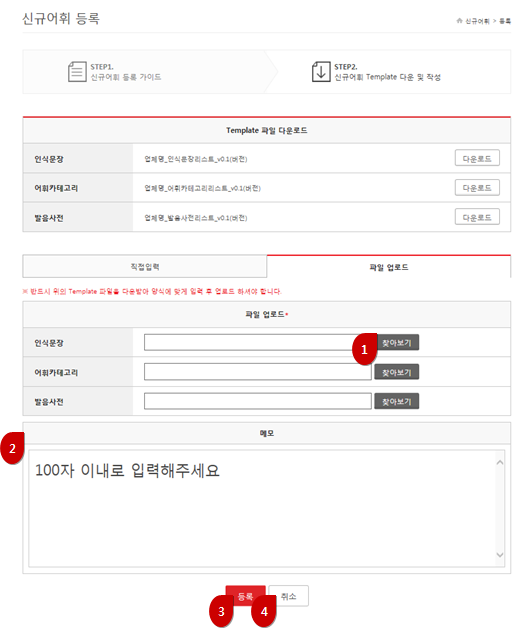 신규어휘 등록
신규어휘 > 등록
STEP1.
신규어휘 등록 가이드
STEP2.
신규어휘 Template 다운 및 작성
Template 파일 다운로드
인식문장 업체명_인식문장리스트_v0.1(버전) 다운로드
어휘카테고리 업체명_어휘카테고리리스트_v0.1(버전) 다운로드
발음사전 업체명_발음사전리스트_v0.1(버전) 다운로드
직접입력 파일 업로드
※ 반드시 위의 Template 파일을 다운받아 양식에 맞게 입력 후 업로드 하셔야 합니다.
파일 업로드*
인식문장 1 찾아보기
어휘카테고리 찾아보기
발음사전 찾아보기
2 메모
100자 이내로 입력해주세요
등록 취소
3 4